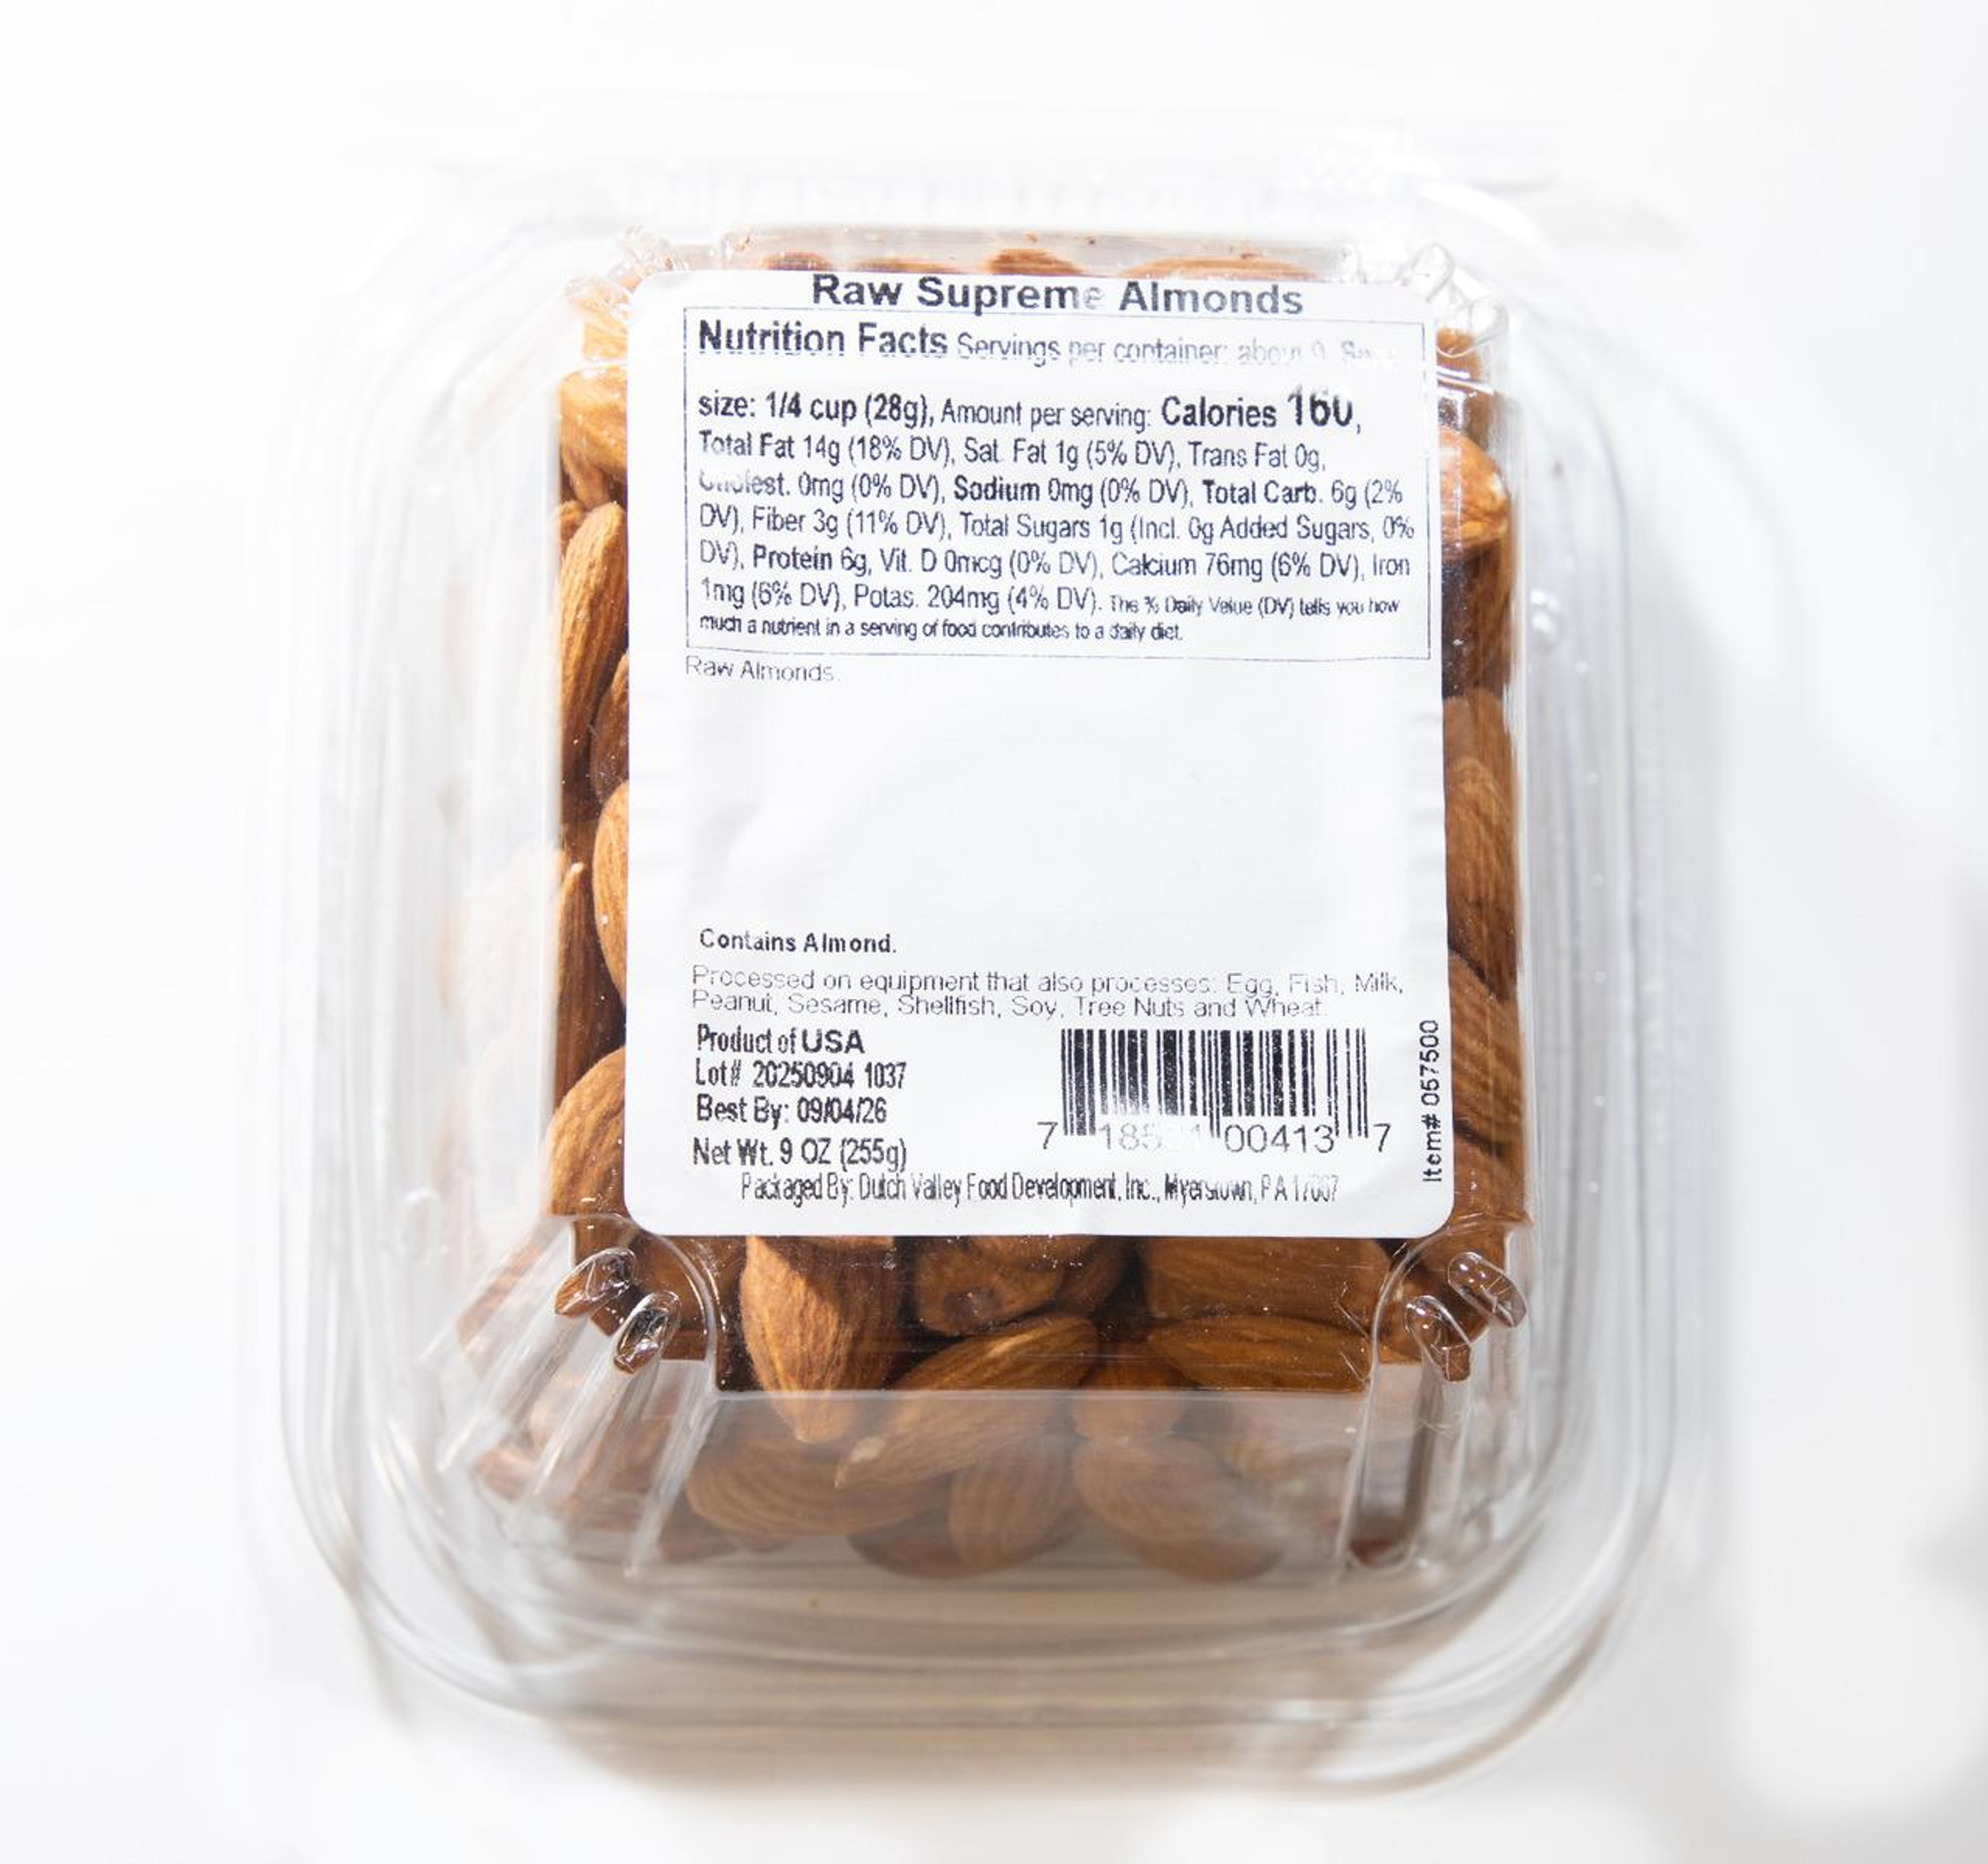 Raw Supreme Almonds
Nutrition Facts Servings per container: about 9
size: 1/4 cup (28g), Amount per serving: Calories 160,
Total Fat 14g (18% DV), Sat. Fat 1g (5% DV), Trans Fat 0g,
Cholest. 0mg (0% DV), Sodium 0mg (0% DV), Total Carb. 6g (2%
DV), Fiber 3g (11% DV), Total Sugars 1g (Incl. 0g Added Sugars, 0%
DV), Protein 6g, Vit. D 0mcg (0% DV), Calcium 76mg (6% DV), Iron
1mg (6% DV), Potas. 204mg (4% DV). The % Daily Value (DV) tells you how
much a nutrient in a serving of food contributes to a daily diet.
Raw Almonds.
Contains Almond.
Processed on equipment that also processes: Egg, Fish, Milk,
Peanut, Sesame, Shellfish, Soy, Tree Nuts and Wheat.
Product of USA
Lot# 20250904 1037
Best By: 09/04/26
Net Wt. 9 OZ (255g)
7 00413 7
Item# 057500
Packaged By: Dutch Valley Food Development, Inc., Myerstown, PA